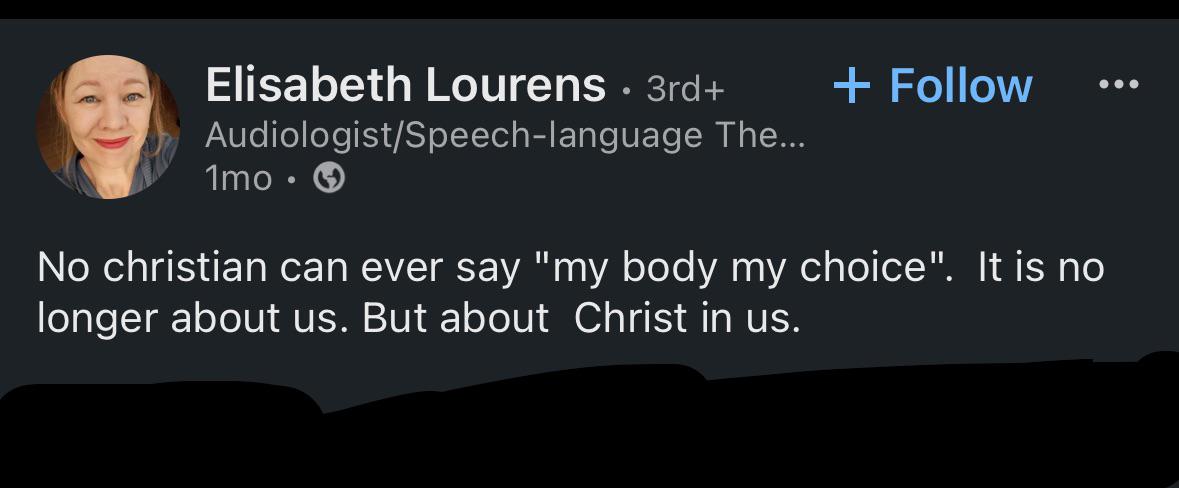 Elisabeth Lourens • 3rd+ + Follow ...
Audiologist/Speech-language The...
1mo •
No christian can ever say "my body my choice".  It is no
longer about us. But about  Christ in us.